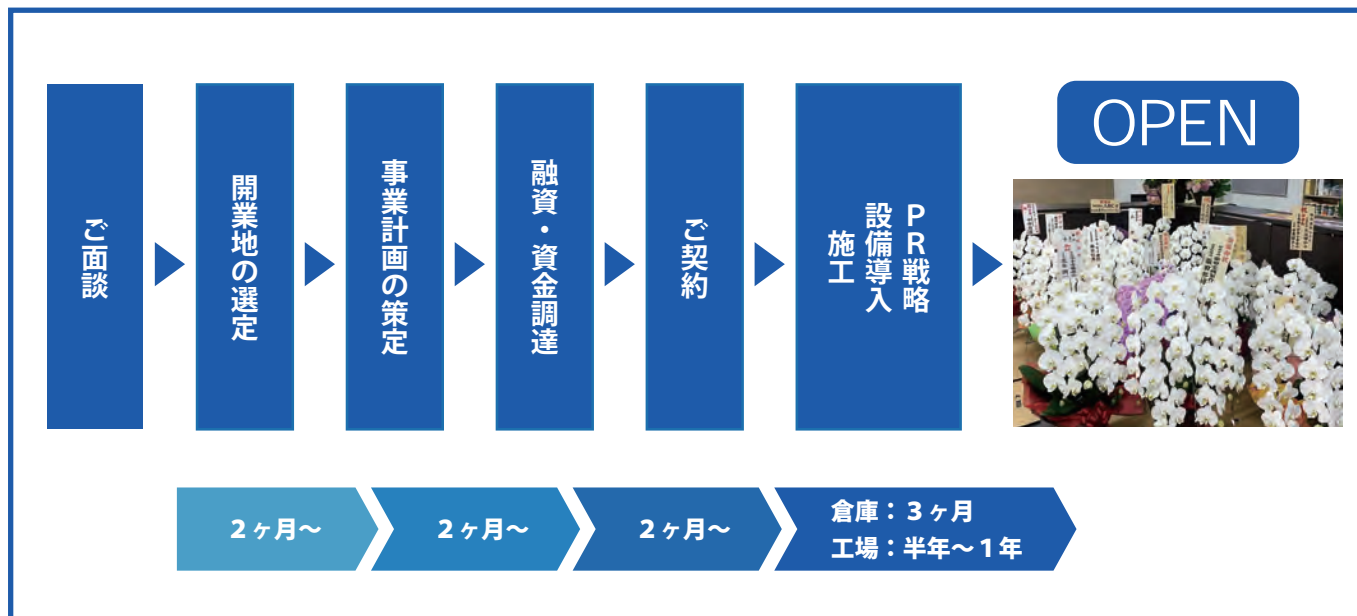 ご面談
開業地の選定
事業計画の策定
融資・資金調達
ご契約
PR戦略
設備導入
施工
OPEN
2ヶ月～
2ヶ月～
2ヶ月～
倉庫：3ヶ月
工場：半年～1年